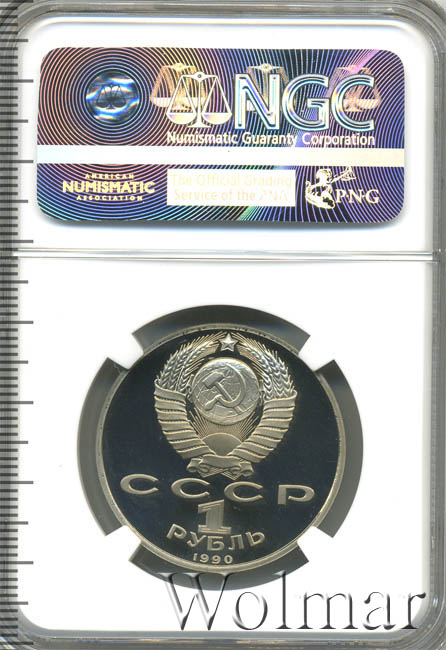 NGC
Numismatic Guaranty Corporation
AMERICAN
NUMISMATIC
ASSOCIATION
The Official Grading
Service of the PNG
PNG
СССР
1
РУБЛЬ
1990
Wolmar